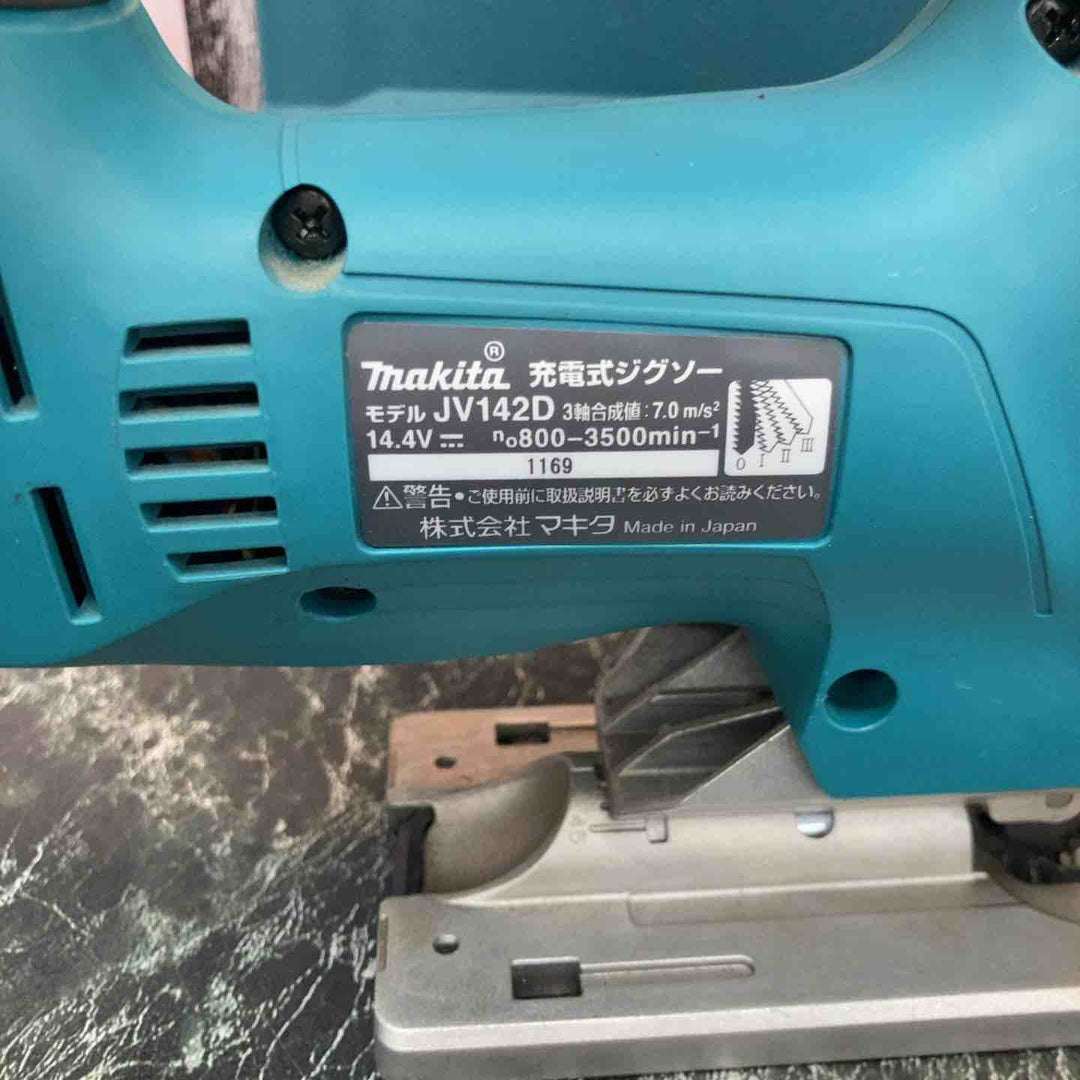 makita® 充電式ジグソー
モデル JV142D 3軸合成値:7.0 m/s²
14.4V ⎓ n₀800-3500min⁻¹
0 I II III
1169
⚠警告・ご使用前に取扱説明書を必ずよくお読みください。
株式会社 マキタ Made in Japan
45